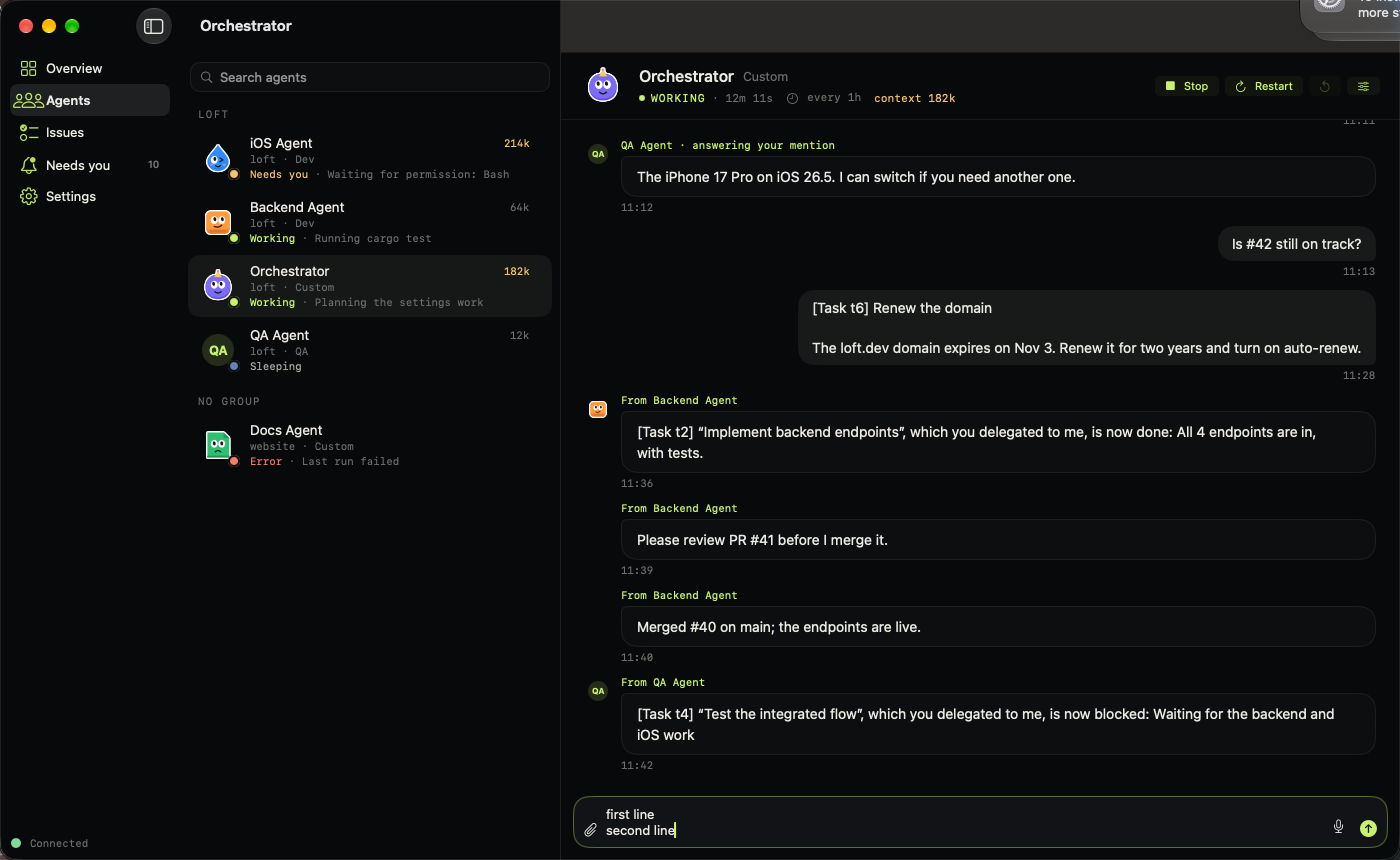 Orchestrator
more s
Overview
Agents
Issues
Needs you 10
Settings
Search agents
LOFT
iOS Agent 214k
loft · Dev
Needs you · Waiting for permission: Bash
Backend Agent 64k
loft · Dev
Working · Running cargo test
Orchestrator 182k
loft · Custom
Working · Planning the settings work
QA
QA Agent 12k
loft · QA
Sleeping
NO GROUP
Docs Agent
website · Custom
Error · Last run failed
Connected
Orchestrator Custom
WORKING · 12m 11s every 1h context 182k
Stop Restart
11:11
QA
QA Agent · answering your mention
The iPhone 17 Pro on iOS 26.5. I can switch if you need another one.
11:12
Is #42 still on track?
11:13
[Task t6] Renew the domain
The loft.dev domain expires on Nov 3. Renew it for two years and turn on auto-renew.
11:28
From Backend Agent
[Task t2] “Implement backend endpoints”, which you delegated to me, is now done: All 4 endpoints are in,
with tests.
11:36
From Backend Agent
Please review PR #41 before I merge it.
11:39
From Backend Agent
Merged #40 on main; the endpoints are live.
11:40
QA
From QA Agent
[Task t4] “Test the integrated flow”, which you delegated to me, is now blocked: Waiting for the backend and
iOS work
11:42
first line
second line